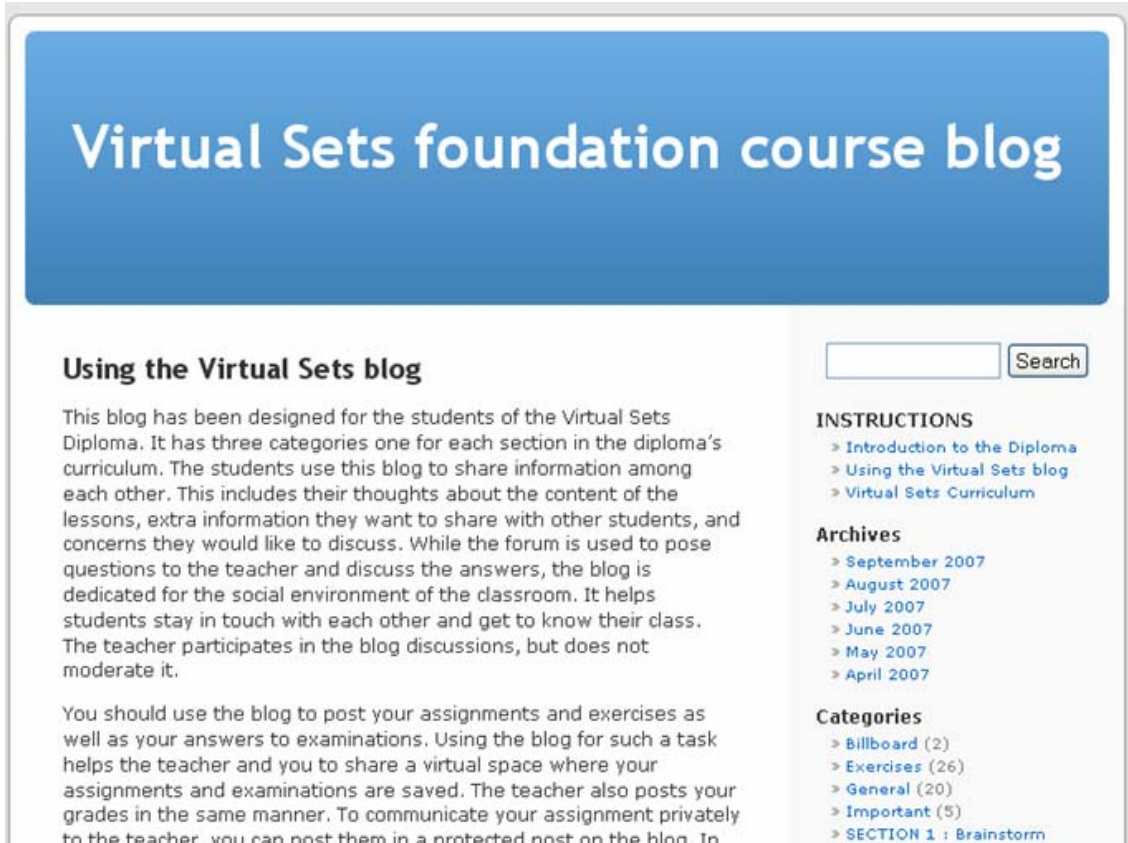 Virtual Sets foundation course blog
Using the Virtual Sets blog
This blog has been designed for the students of the Virtual Sets
Diploma. It has three categories one for each section in the diploma's
curriculum. The students use this blog to share information among
each other. This includes their thoughts about the content of the
lessons, extra information they want to share with other students, and
concerns they would like to discuss. While the forum is used to pose
questions to the teacher and discuss the answers, the blog is
dedicated for the social environment of the classroom. It helps
students stay in touch with each other and get to know their class.
The teacher participates in the blog discussions, but does not
moderate it.
You should use the blog to post your assignments and exercises as
well as your answers to examinations. Using the blog for such a task
helps the teacher and you to share a virtual space where your
assignments and examinations are saved. The teacher also posts your
grades in the same manner. To communicate your assignment privately
to the teacher, you can post them in a protected post on the blog. In
Search
INSTRUCTIONS
» Introduction to the Diploma
» Using the Virtual Sets blog
» Virtual Sets Curriculum
Archives
» September 2007
» August 2007
» July 2007
» June 2007
» May 2007
» April 2007
Categories
» Billboard (2)
» Exercises (26)
» General (20)
» Important (5)
» SECTION 1 : Brainstorm